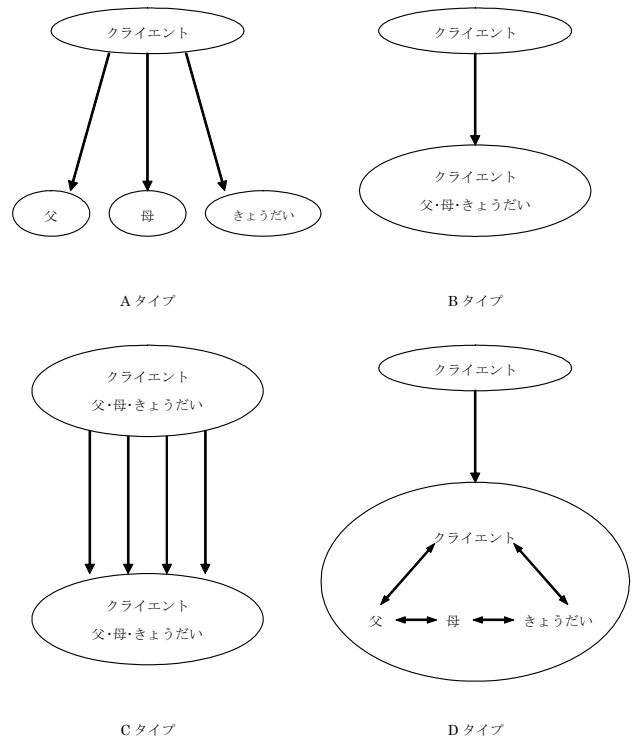 クライエント
父
母
きょうだい
Aタイプ
クライエント
クライエント
父・母・きょうだい
Bタイプ
クライエント
父・母・きょうだい
クライエント
父・母・きょうだい
Cタイプ
クライエント
クライエント
父
母
きょうだい
Dタイプ